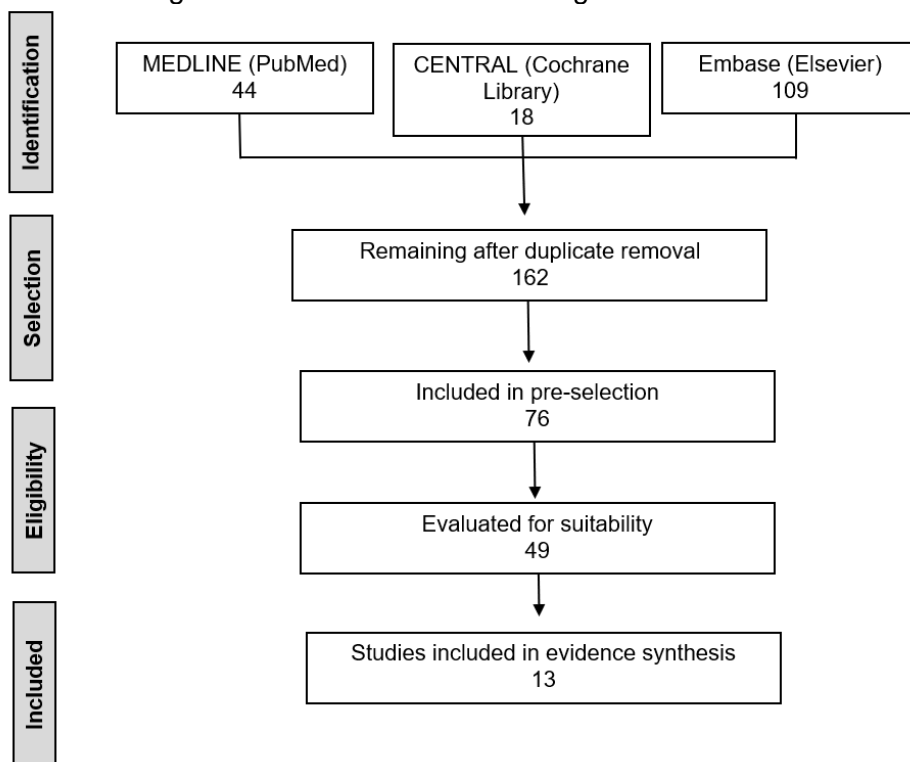 Identification
MEDLINE (PubMed)
44
CENTRAL (Cochrane
Library)
18
Embase (Elsevier)
109
Selection
Remaining after duplicate removal
162
Included in pre-selection
76
Eligibility
Evaluated for suitability
49
Included
Studies included in evidence synthesis
13